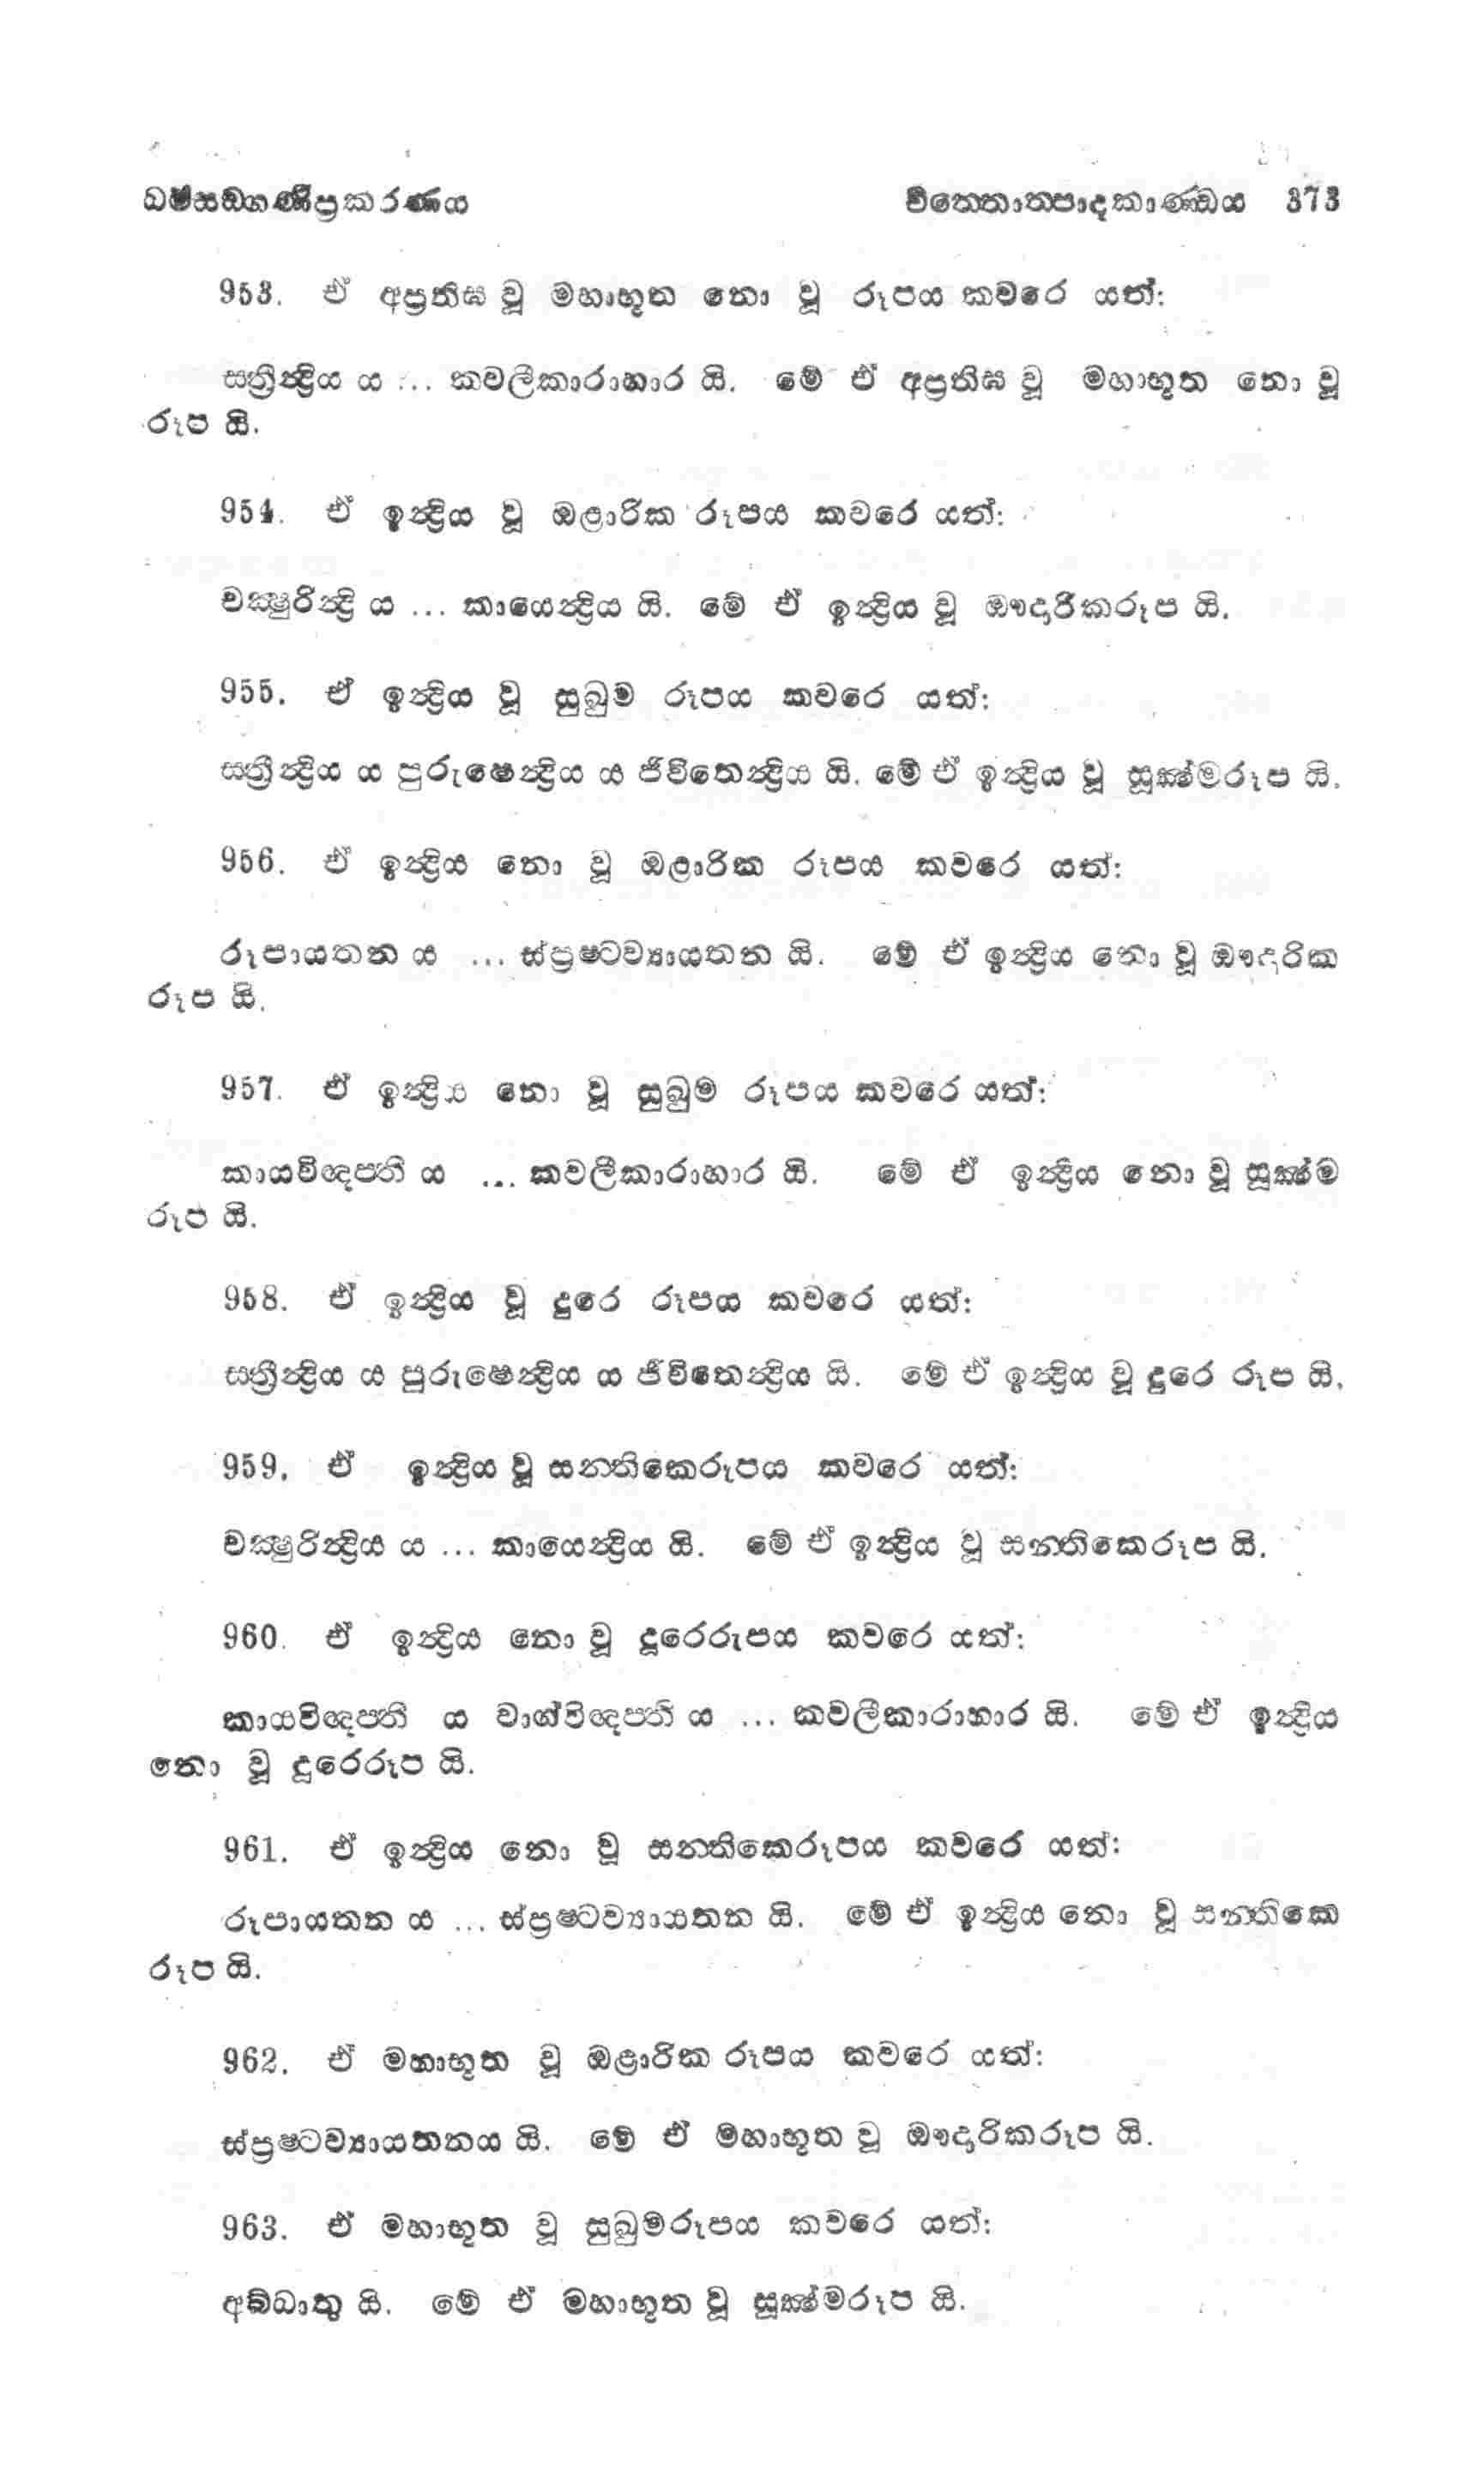 ධම්සඞ්ගණීප්‍රකරණය චිත්තොත්පාදකාණ්ඩය 373
953. ඒ අප්‍රතිඝ වූ මහාභූත නො වූ රූපය කවරෙ යත්:
ස්ත්‍රීන්ද්‍රිය ය ... කවලීකාරාහාර යි. මේ ඒ අප්‍රතිඝ වූ මහාභූත නො වූ
රූප යි.
954. ඒ ඉන්ද්‍රිය වූ ඔළාරික රූපය කවරෙ යත්:
චක්ෂුරින්ද්‍රි ය ... කායෙන්ද්‍රිය යි. මේ ඒ ඉන්ද්‍රිය වූ ඖදාරිකරූප යි.
955. ඒ ඉන්ද්‍රිය වූ සුඛුම රූපය කවරෙ යත්:
ස්ත්‍රීන්ද්‍රිය ය පුරුෂෙන්ද්‍රිය ය ජීවිතෙන්ද්‍රිය යි. මේ ඒ ඉන්ද්‍රිය වූ සූක්ෂ්මරූප යි.
956. ඒ ඉන්ද්‍රිය නො වූ ඔළාරික රූපය කවරෙ යත්:
රූපායතන ය ... ස්ප්‍රෂ්ටව්‍යායතන යි. මේ ඒ ඉන්ද්‍රිය නො වූ ඖදාරික
රූප යි.
957. ඒ ඉන්ද්‍රිය නො වූ සුඛුම රූපය කවරෙ යත්:
කායවිඥප්ති ය ... කවලීකාරාහාර යි. මේ ඒ ඉන්ද්‍රිය නො වූ සූක්ෂ්ම
රූප යි.
958. ඒ ඉන්ද්‍රිය වූ දුරෙ රූපය කවරෙ යත්:
ස්ත්‍රීන්ද්‍රිය ය පුරුෂෙන්ද්‍රිය ය ජීවිතෙන්ද්‍රිය යි. මේ ඒ ඉන්ද්‍රිය වූ දුරෙ රූප යි.
959. ඒ ඉන්ද්‍රිය වූ සන්තිකෙරූපය කවරෙ යත්:
චක්ෂුරින්ද්‍රිය ය ... කායෙන්ද්‍රිය යි. මේ ඒ ඉන්ද්‍රිය වූ සන්තිකෙරූප යි.
960. ඒ ඉන්ද්‍රිය නො වූ දූරෙරූපය කවරෙ යත්:
කායවිඥප්ති ය වාග්විඥප්ති ය ... කවලීකාරාහාර යි. මේ ඒ ඉන්ද්‍රිය
නො වූ දූරෙරූප යි.
961. ඒ ඉන්ද්‍රිය නො වූ සන්තිකෙරූපය කවරෙ යත්:
රූපායතන ය ... ස්ප්‍රෂ්ටව්‍යායතන යි. මේ ඒ ඉන්ද්‍රිය නො වූ සන්තිකෙ
රූප යි.
962. ඒ මහාභූත වූ ඔළාරික රූපය කවරෙ යත්:
ස්ප්‍රෂ්ටව්‍යායතනය යි. මේ ඒ මහාභූත වූ ඖදාරිකරූප යි.
963. ඒ මහාභූත වූ සුඛුමරූපය කවරෙ යත්:
අබ්ධාතු යි. මේ ඒ මහාභූත වූ සූක්ෂ්මරූප යි.